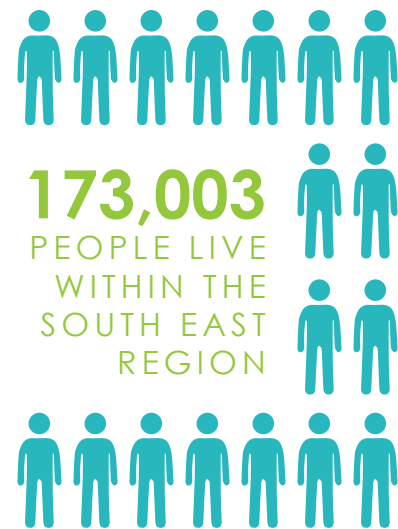 173,003
PEOPLE LIVE
WITHIN THE
SOUTH EAST
REGION